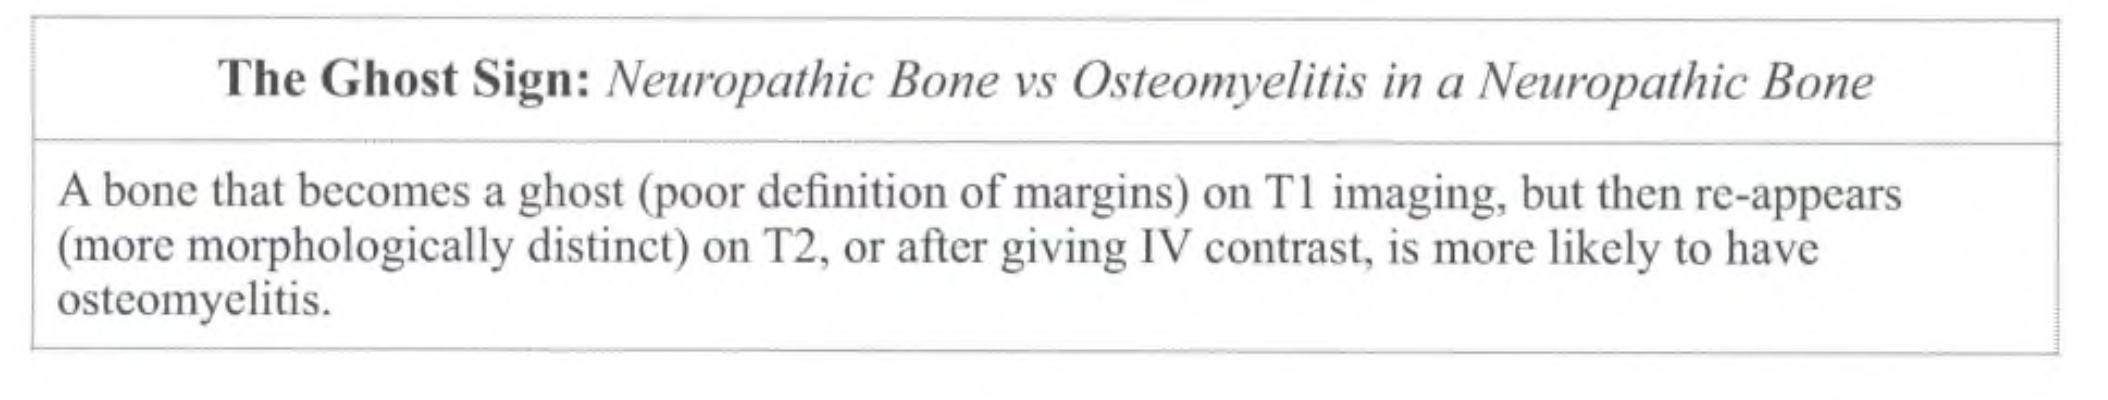 The Ghost Sign: Neuropathic Bone vs Osteomyelitis in a Neuropathic Bone
A bone that becomes a ghost (poor definition of margins) on T1 imaging, but then re-appears
(more morphologically distinct) on T2, or after giving IV contrast, is more likely to have
osteomyelitis.